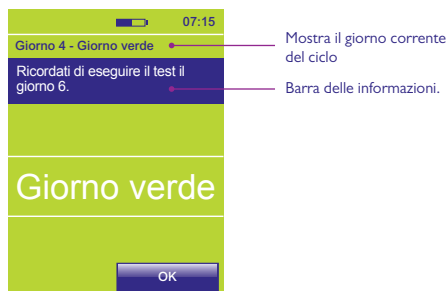 07:15
Giorno 4 - Giorno verde
Mostra il giorno corrente
del ciclo
Ricordati di eseguire il test il
giorno 6.
Barra delle informazioni.
Giorno verde
OK